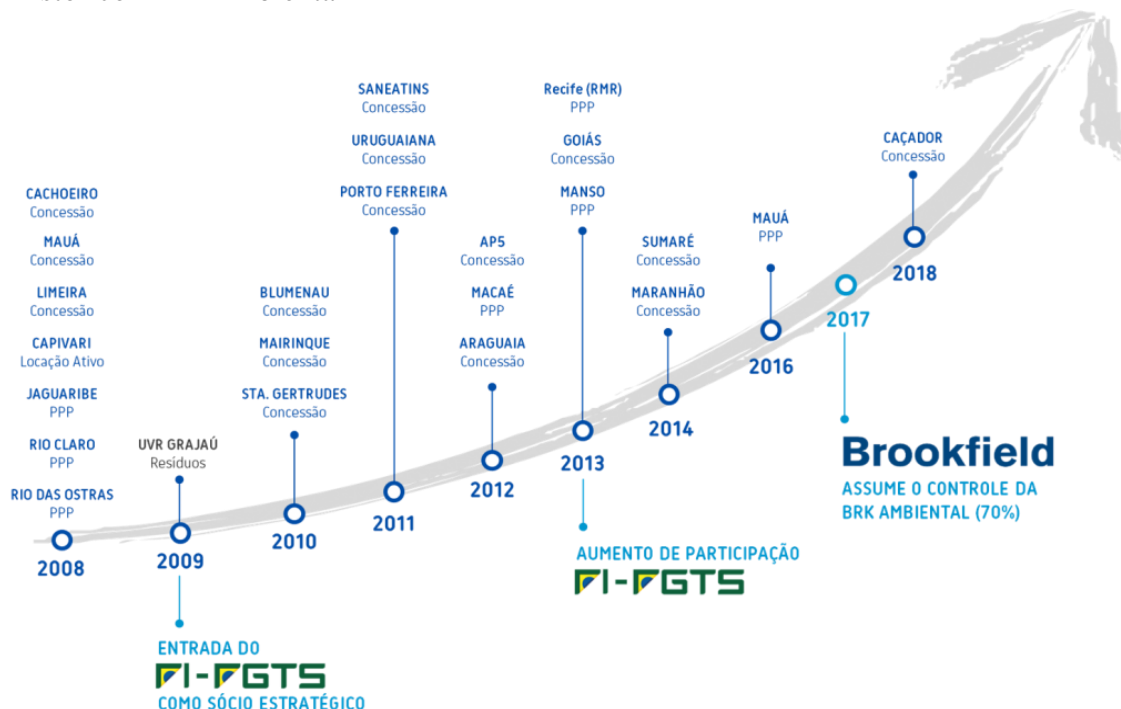 SANEATINS
Concessão
URUGUAIANA
Concessão
PORTO FERREIRA
Concessão
Recife (RMR)
PPP
GOIÁS
Concessão
MANSO
PPP
CAÇADOR
Concessão
CACHOEIRO
Concessão
MAUÁ
Concessão
LIMEIRA
Concessão
CAPIVARI
Locação Ativo
JAGUARIBE
PPP
RIO CLARO
PPP
RIO DAS OSTRAS
PPP
UVR GRAJAÚ
Resíduos
BLUMENAU
Concessão
MAIRINQUE
Concessão
STA. GERTRUDES
Concessão
AP5
Concessão
MACAÉ
PPP
ARAGUAIA
Concessão
SUMARÉ
Concessão
MARANHÃO
Concessão
MAUÁ
PPP
2008
2009
2010
2011
2012
2013
2014
2016
2017
2018
ENTRADA DO
FI-FGTS
COMO SÓCIO ESTRATÉGICO
AUMENTO DE PARTICIPAÇÃO
FI-FGTS
Brookfield
ASSUME O CONTROLE DA
BRK AMBIENTAL (70%)